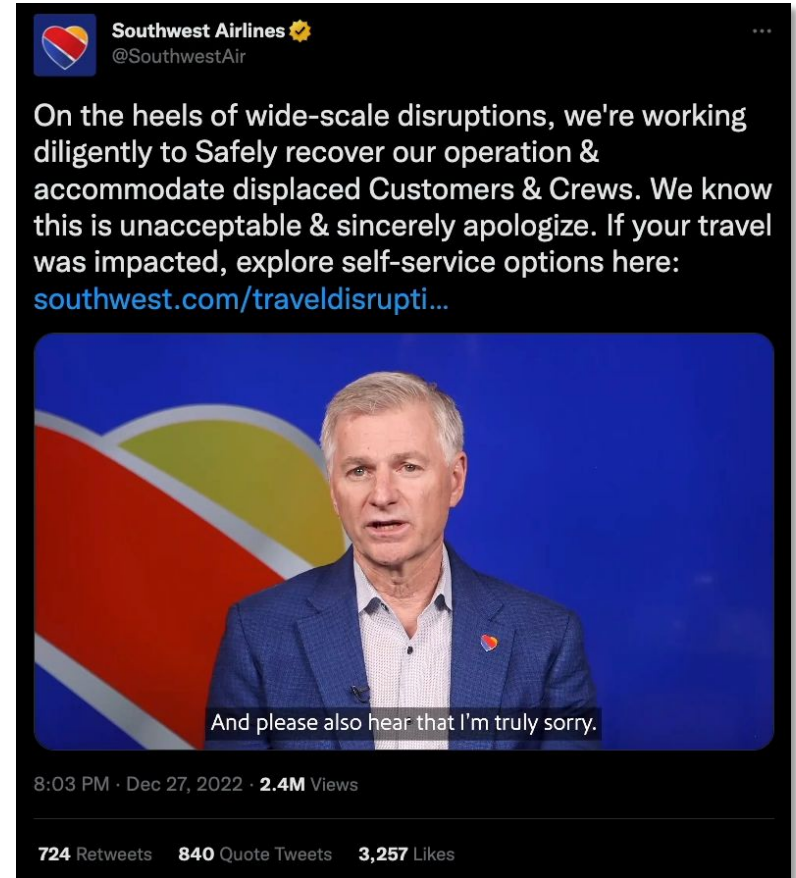 Southwest Airlines
@SouthwestAir
On the heels of wide-scale disruptions, we're working
diligently to Safely recover our operation &
accommodate displaced Customers & Crews. We know
this is unacceptable & sincerely apologize. If your travel
was impacted, explore self-service options here:
southwest.com/traveldisrupti...
And please also hear that I'm truly sorry.
8:03 PM · Dec 27, 2022 · 2.4M Views
724 Retweets 840 Quote Tweets 3,257 Likes